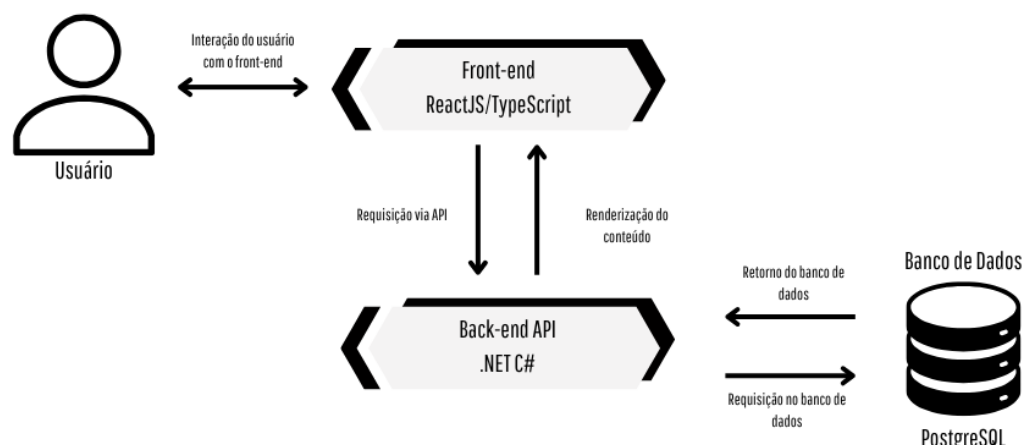 Interação do usuário
com o front-end
Front-end
ReactJS/TypeScript
Usuário
Requisição via API
Renderização do
conteúdo
Banco de Dados
Retorno do banco de
dados
Back-end API
.NET C#
Requisição no banco de
dados
PostgreSQL